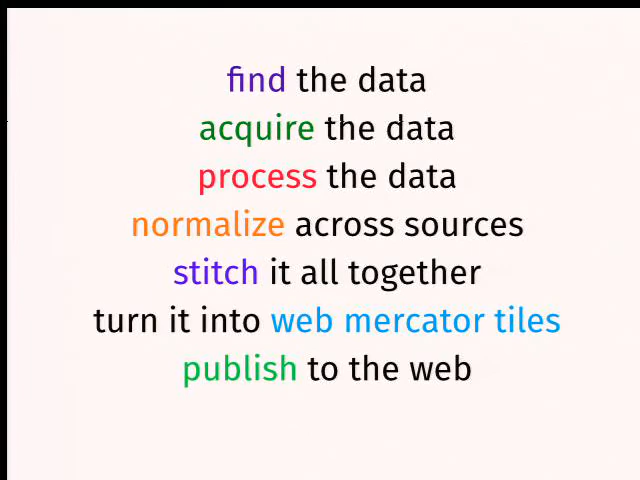 find the data
acquire the data
process the data
normalize across sources
stitch it all together
turn it into web mercator tiles
publish to the web